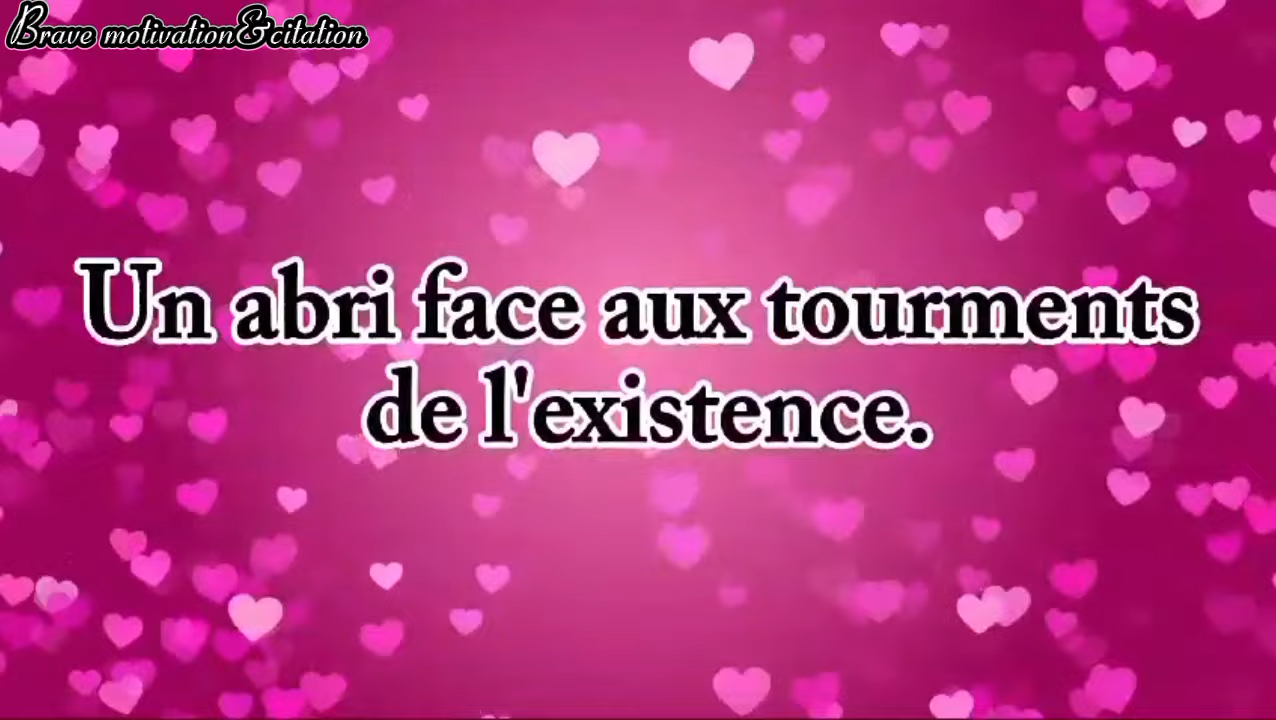 Brave motivation&citation
Un abri face aux tourments
de l'existence.